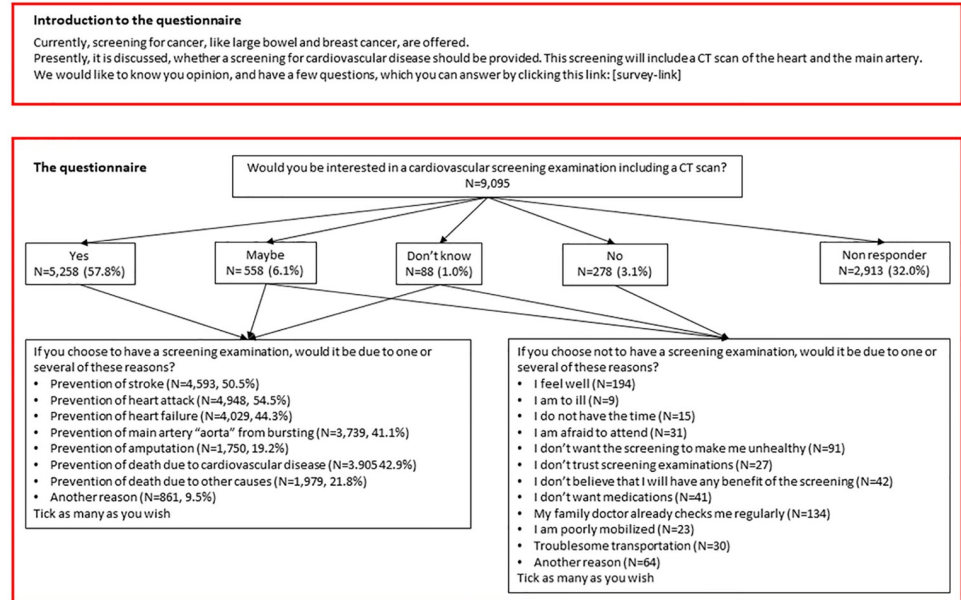 Introduction to the questionnaire
Currently, screening for cancer, like large bowel and breast cancer, are offered.
Presently, it is discussed, whether a screening for cardiovascular disease should be provided. This screening will include a CT scan of the heart and the main artery.
We would like to know you opinion, and have a few questions, which you can answer by clicking this link: [survey-link]
The questionnaire
Would you be interested in a cardiovascular screening examination including a CT scan?
N=9,095
Yes
N=5,258 (57.8%)
Maybe
N= 558 (6.1%)
Don't know
N=88 (1.0%)
No
N=278 (3.1%)
Non responder
N=2,913 (32.0%)
If you choose to have a screening examination, would it be due to one or
several of these reasons?
• Prevention of stroke (N=4,593, 50.5%)
• Prevention of heart attack (N=4,948, 54.5%)
• Prevention of heart failure (N=4,029, 44.3%)
• Prevention of main artery “aorta” from bursting (N=3,739, 41.1%)
• Prevention of amputation (N=1,750, 19.2%)
• Prevention of death due to cardiovascular disease (N=3.905 42.9%)
• Prevention of death due to other causes (N=1,979, 21.8%)
• Another reason (N=861, 9.5%)
Tick as many as you wish
If you choose not to have a screening examination, would it be due to one or
several of these reasons?
• I feel well (N=194)
• I am to ill (N=9)
• I do not have the time (N=15)
• I am afraid to attend (N=31)
• I don't want the screening to make me unhealthy (N=91)
• I don't trust screening examinations (N=27)
• I don't believe that I will have any benefit of the screening (N=42)
• I don't want medications (N=41)
• My family doctor already checks me regularly (N=134)
• I am poorly mobilized (N=23)
• Troublesome transportation (N=30)
• Another reason (N=64)
Tick as many as you wish